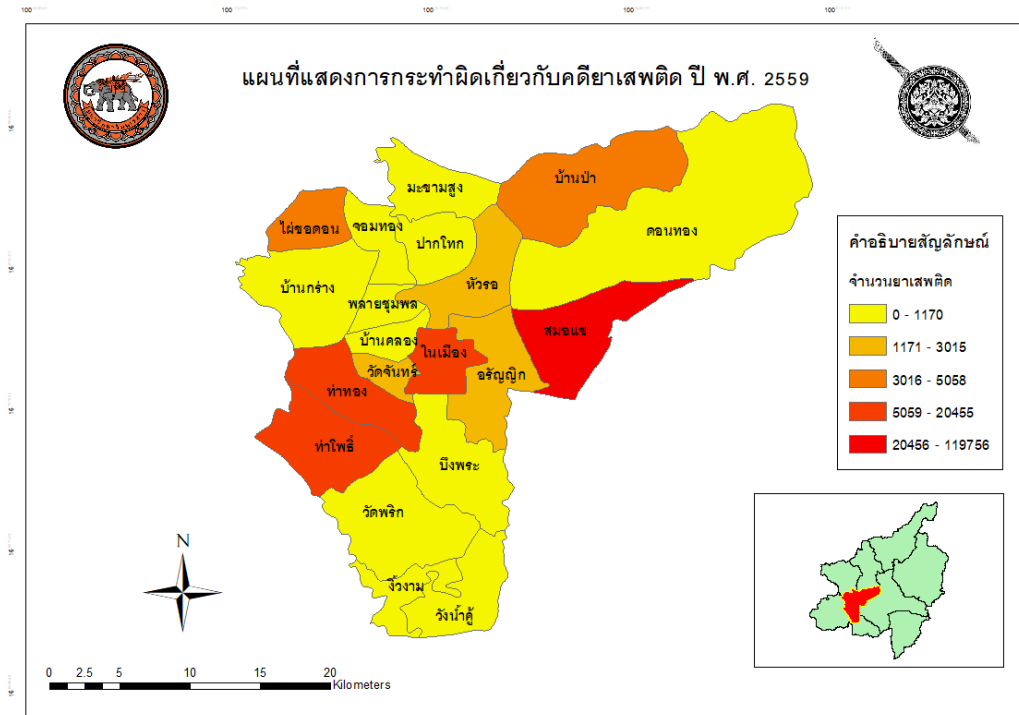 100 100 100 100 100
แผนที่แสดงการกระทำผิดเกี่ยวกับคดียาเสพติด ปี พ.ศ. 2559
มะขามสูง
บ้านป่า
ไผ่ขอดอน
จอมทอง
ปากโทก
ดอนทอง
บ้านกร่าง
หัวรอ
พลายชุมพล
บ้านคลอง
ในเมือง
สมอแข
วัดจันทร์
อรัญญิก
ท่าทอง
ท่าโพธิ์
บึงพระ
วัดพริก
งิ้วงาม
วังน้ำคู้
คำอธิบายสัญลักษณ์
จำนวนยาเสพติด
0 - 1170
1171 - 3015
3016 - 5058
5059 - 20455
20456 - 119756
N
0 2.5 5 10 15 20
Kilometers